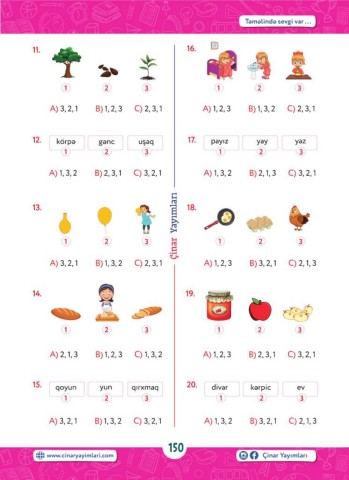 Təməlində sevgi var ...
11.
1 2 3
A) 3, 2, 1 B) 1, 2, 3 C) 2, 3, 1
12.
körpə gənc uşaq
1 2 3
A) 1, 3, 2 B) 2, 3, 1 C) 3, 2, 1
13.
1 2 3
A) 3, 2, 1 B) 1, 3, 2 C) 2, 3, 1
14.
1 2 3
A) 2, 1, 3 B) 1, 2, 3 C) 1, 3, 2
15.
qoyun yun qırxmaq
1 2 3
A) 3, 2, 1 B) 1, 3, 2 C) 3, 2, 1
Çinar Yayımları
16.
1 2 3
A) 1, 2, 3 B) 1, 3, 2 C) 2, 3, 1
17.
payız yay yaz
1 2 3
A) 1, 3, 2 B) 2, 1, 3 C) 3, 2, 1
18.
1 2 3
A) 1, 2, 3 B) 3, 2, 1 C) 2, 1, 3
19.
1 2 3
A) 1, 2, 3 B) 2, 3, 1 C) 3, 2, 1
20.
divar kərpic ev
1 2 3
A) 1, 3, 2 B) 3, 2, 1 C) 2, 1, 3
www.cinaryayimlari.com
150
Çinar Yayımları